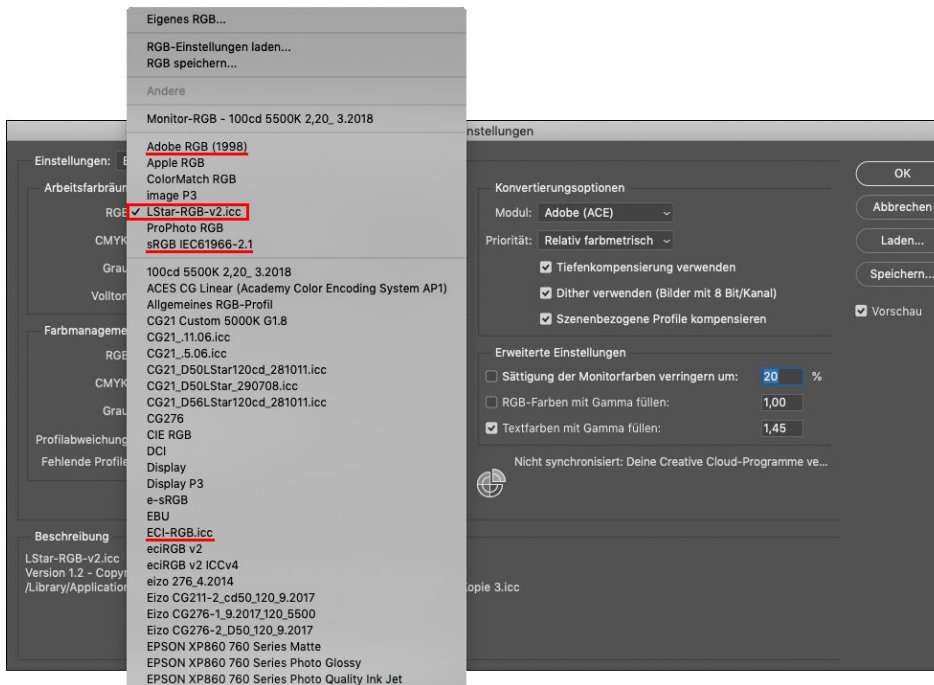 Eigenes RGB...
RGB-Einstellungen laden...
RGB speichern...
Andere
Monitor-RGB - 100cd 5500K 2,20_ 3.2018
Adobe RGB (1998)
Apple RGB
ColorMatch RGB
image P3
✓ LStar-RGB-v2.icc
ProPhoto RGB
sRGB IEC61966-2.1
100cd 5500K 2,20_ 3.2018
ACES CG Linear (Academy Color Encoding System AP1)
Allgemeines RGB-Profil
CG21 Custom 5000K G1.8
CG21_.11.06.icc
CG21_.5.06.icc
CG21_D50LStar120cd_281011.icc
CG21_D50LStar_290708.icc
CG21_D56LStar120cd_281011.icc
CG276
CIE RGB
DCI
Display
Display P3
e-sRGB
EBU
ECI-RGB.icc
eciRGB v2
eciRGB v2 ICCv4
eizo 276_4.2014
Eizo CG211-2_cd50_120_9.2017
Eizo CG276-1_9.2017_120_5500
Eizo CG276-2_D50_120_9.2017
EPSON XP860 760 Series Matte
EPSON XP860 760 Series Photo Glossy
EPSON XP860 760 Series Photo Quality Ink Jet
nstellungen
Einstellungen:
Arbeitsfarbräu
RGB
CMYK
Grau
Vollton
Farbmanageme
RGB
CMYK
Grau
Profilabweichung
Fehlende Profile
Beschreibung
LStar-RGB-v2.icc
Version 1.2 - Copyr
/Library/Application
opie 3.icc
Konvertierungsoptionen
Modul: Adobe (ACE)
Priorität: Relativ farbmetrisch
Tiefenkompensierung verwenden
Dither verwenden (Bilder mit 8 Bit/Kanal)
Szenenbezogene Profile kompensieren
Erweiterte Einstellungen
Sättigung der Monitorfarben verringern um: 20 %
RGB-Farben mit Gamma füllen: 1,00
Textfarben mit Gamma füllen: 1,45
Nicht synchronisiert: Deine Creative Cloud-Programme ve...
OK
Abbrechen
Laden...
Speichern...
Vorschau